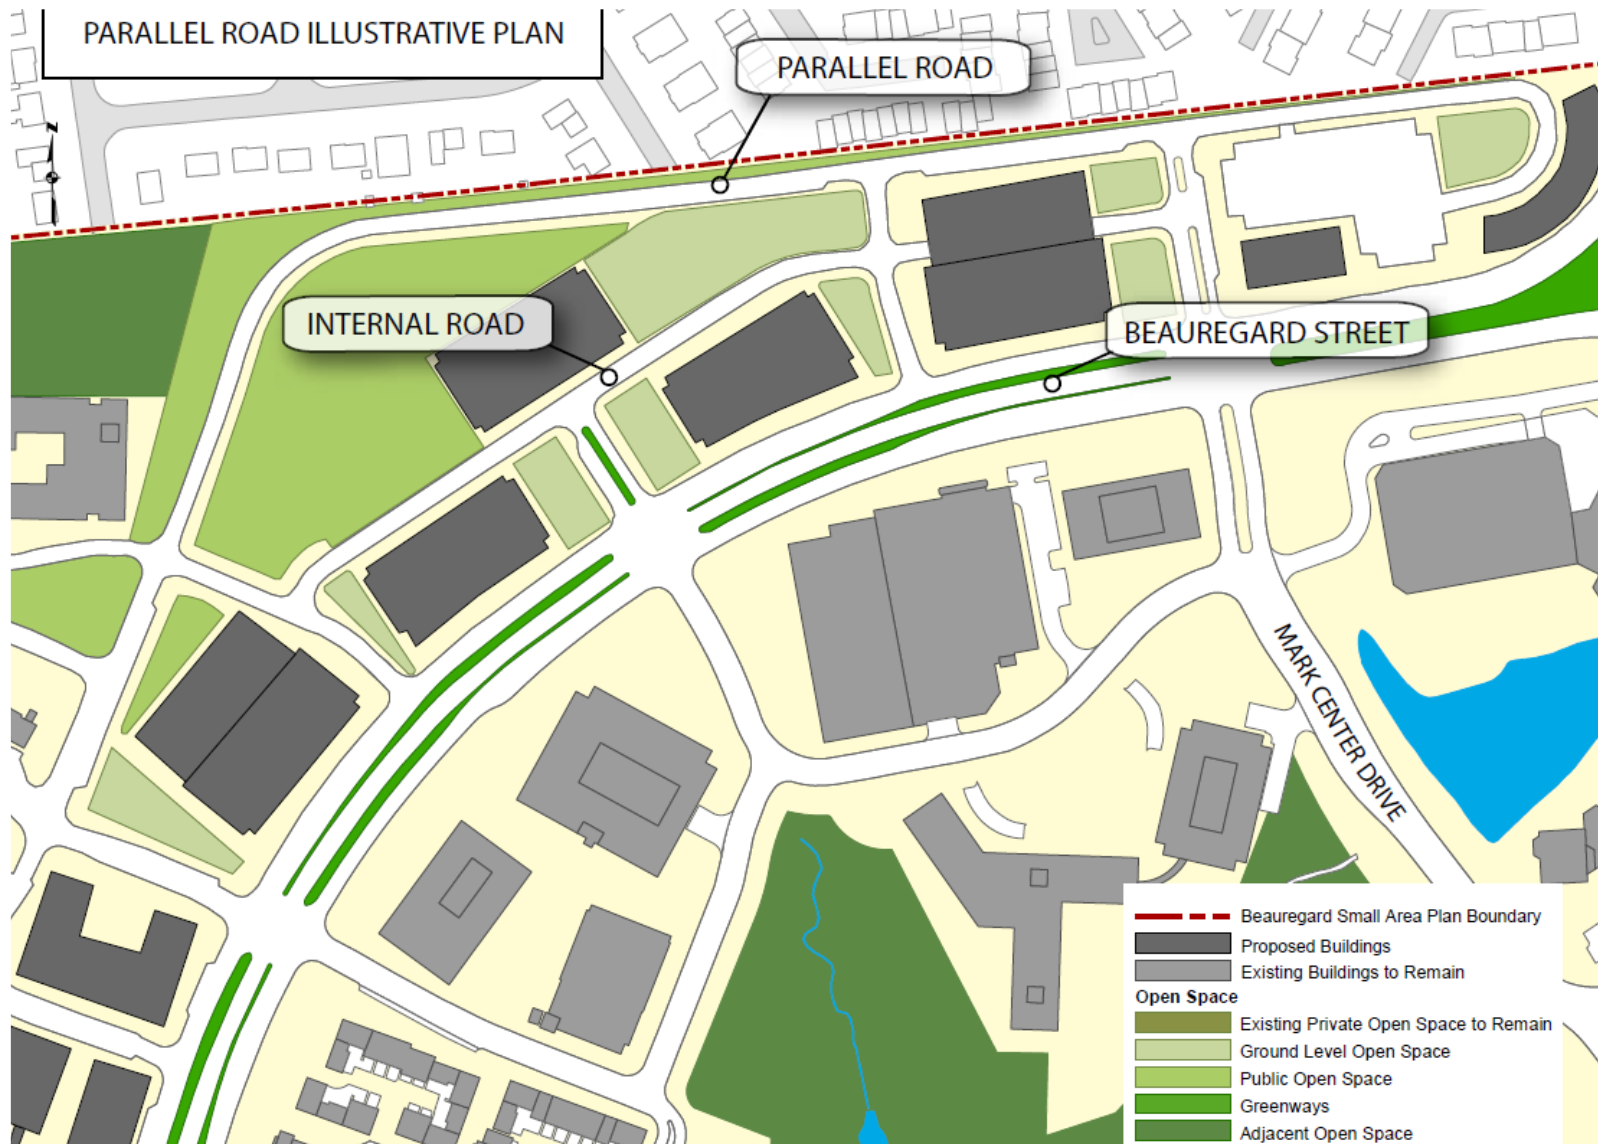 PARALLEL ROAD ILLUSTRATIVE PLAN
PARALLEL ROAD
N
INTERNAL ROAD
BEAUREGARD STREET
MARK CENTER DRIVE
Beauregard Small Area Plan Boundary
Proposed Buildings
Existing Buildings to Remain
Open Space
Existing Private Open Space to Remain
Ground Level Open Space
Public Open Space
Greenways
Adjacent Open Space